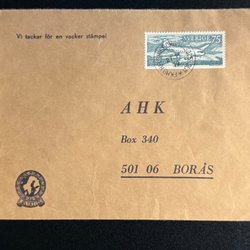 Vi tackar för en vacker stämpel
SVERIGE 75
AHK
Box 340
501 06 BORÅS